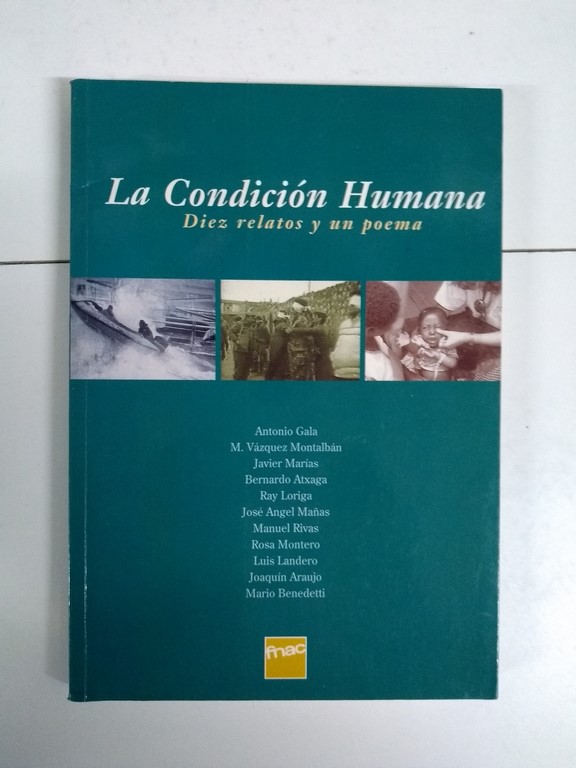 La Condición Humana
Diez relatos y un poema
Antonio Gala
M. Vázquez Montalbán
Javier Marías
Bernardo Atxaga
Ray Loriga
José Angel Mañas
Manuel Rivas
Rosa Montero
Luis Landero
Joaquín Araujo
Mario Benedetti
fnac